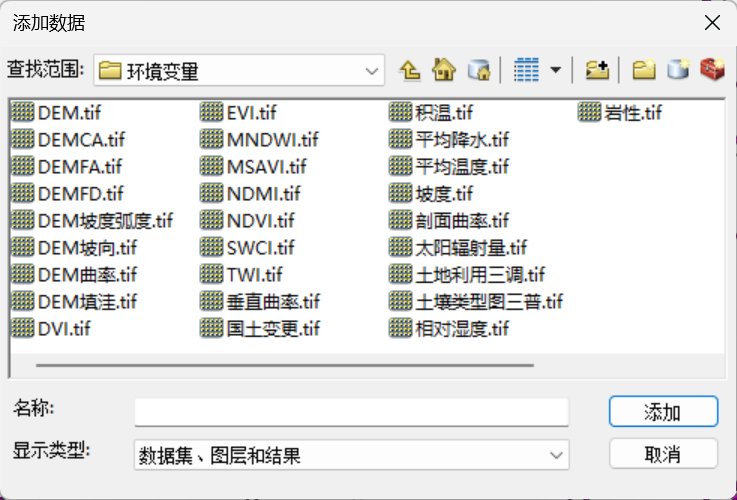 添加数据
查找范围: 环境变量
DEM.tif
DEMCA.tif
DEMFA.tif
DEMFD.tif
DEM坡度弧度.tif
DEM坡向.tif
DEM曲率.tif
DEM填洼.tif
DVI.tif
EVI.tif
MNDWI.tif
MSAVI.tif
NDMI.tif
NDVI.tif
SWCI.tif
TWI.tif
垂直曲率.tif
国土变更.tif
积温.tif
平均降水.tif
平均温度.tif
坡度.tif
剖面曲率.tif
太阳辐射量.tif
土地利用三调.tif
土壤类型图三普.tif
相对湿度.tif
岩性.tif
名称:
添加
显示类型: 数据集、图层和结果
取消